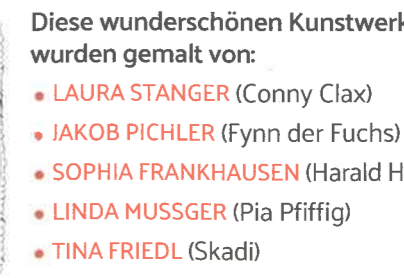 Diese wunderschönen Kunstwerk
wurden gemalt von:
• LAURA STANGER (Conny Clax)
• JAKOB PICHLER (Fynn der Fuchs)
• SOPHIA FRANKHAUSEN (Harald H
• LINDA MUSSGER (Pia Pfiffig)
• TINA FRIEDL (Skadi)